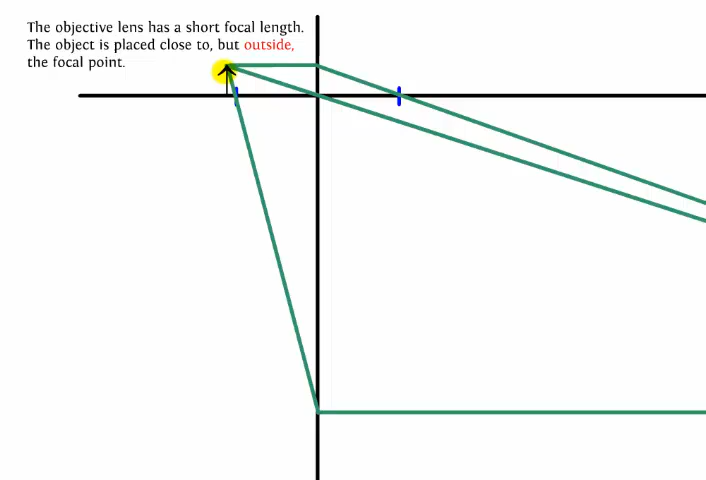 The objective lens has a short focal length.
The object is placed close to, but outside,
the focal point.